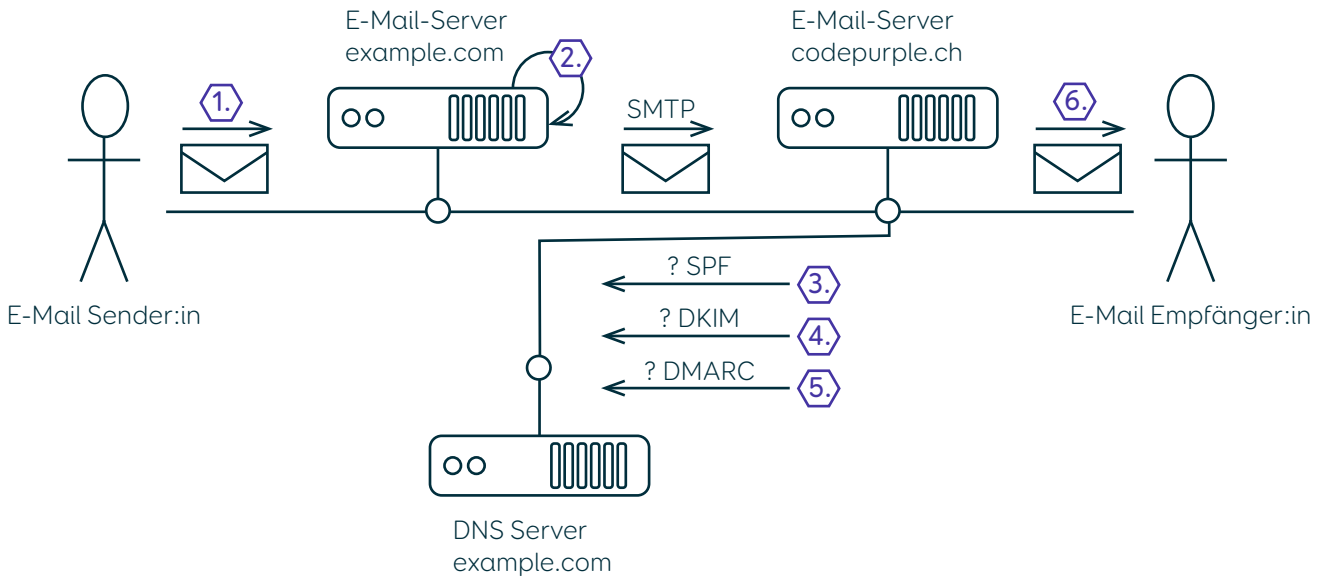 E-Mail-Server
example.com
E-Mail-Server
codepurple.ch
1.
2.
SMTP
6.
E-Mail Sender:in
E-Mail Empfänger:in
? SPF
3.
? DKIM
4.
? DMARC
5.
DNS Server
example.com